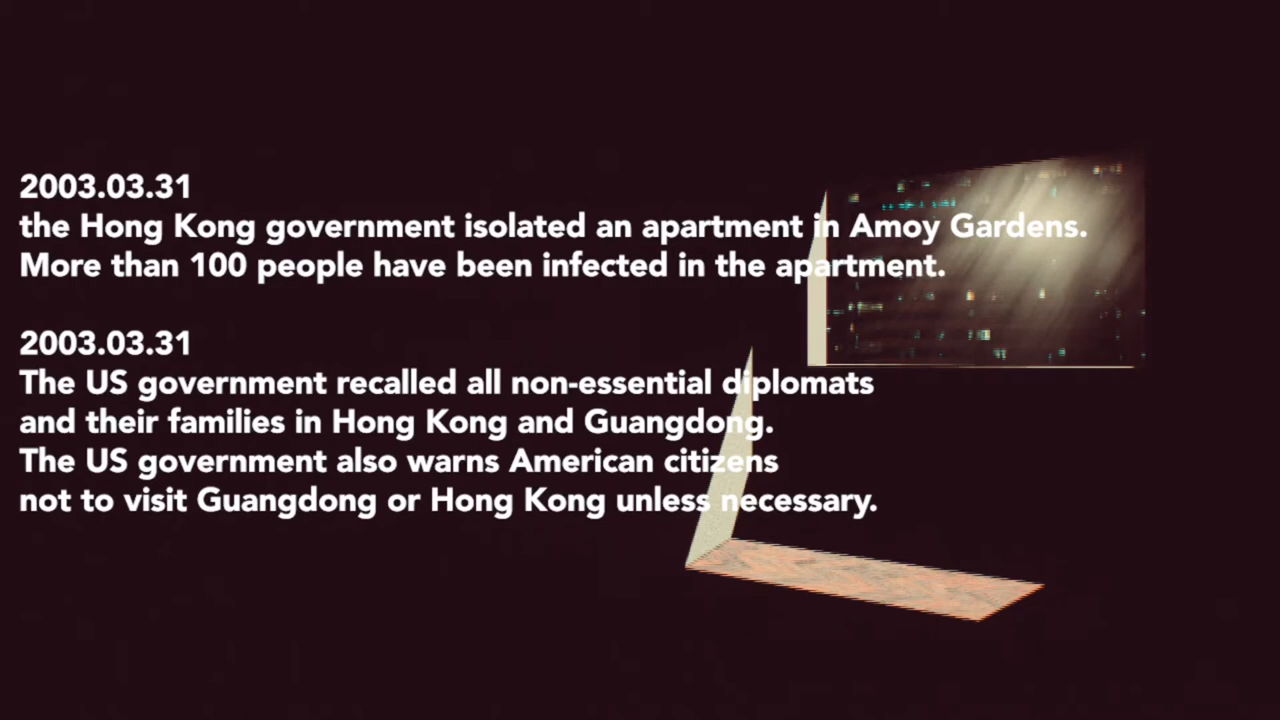 2003.03.31
the Hong Kong government isolated an apartment in Amoy Gardens.
More than 100 people have been infected in the apartment.
2003.03.31
The US government recalled all non-essential diplomats
and their families in Hong Kong and Guangdong.
The US government also warns American citizens
not to visit Guangdong or Hong Kong unless necessary.